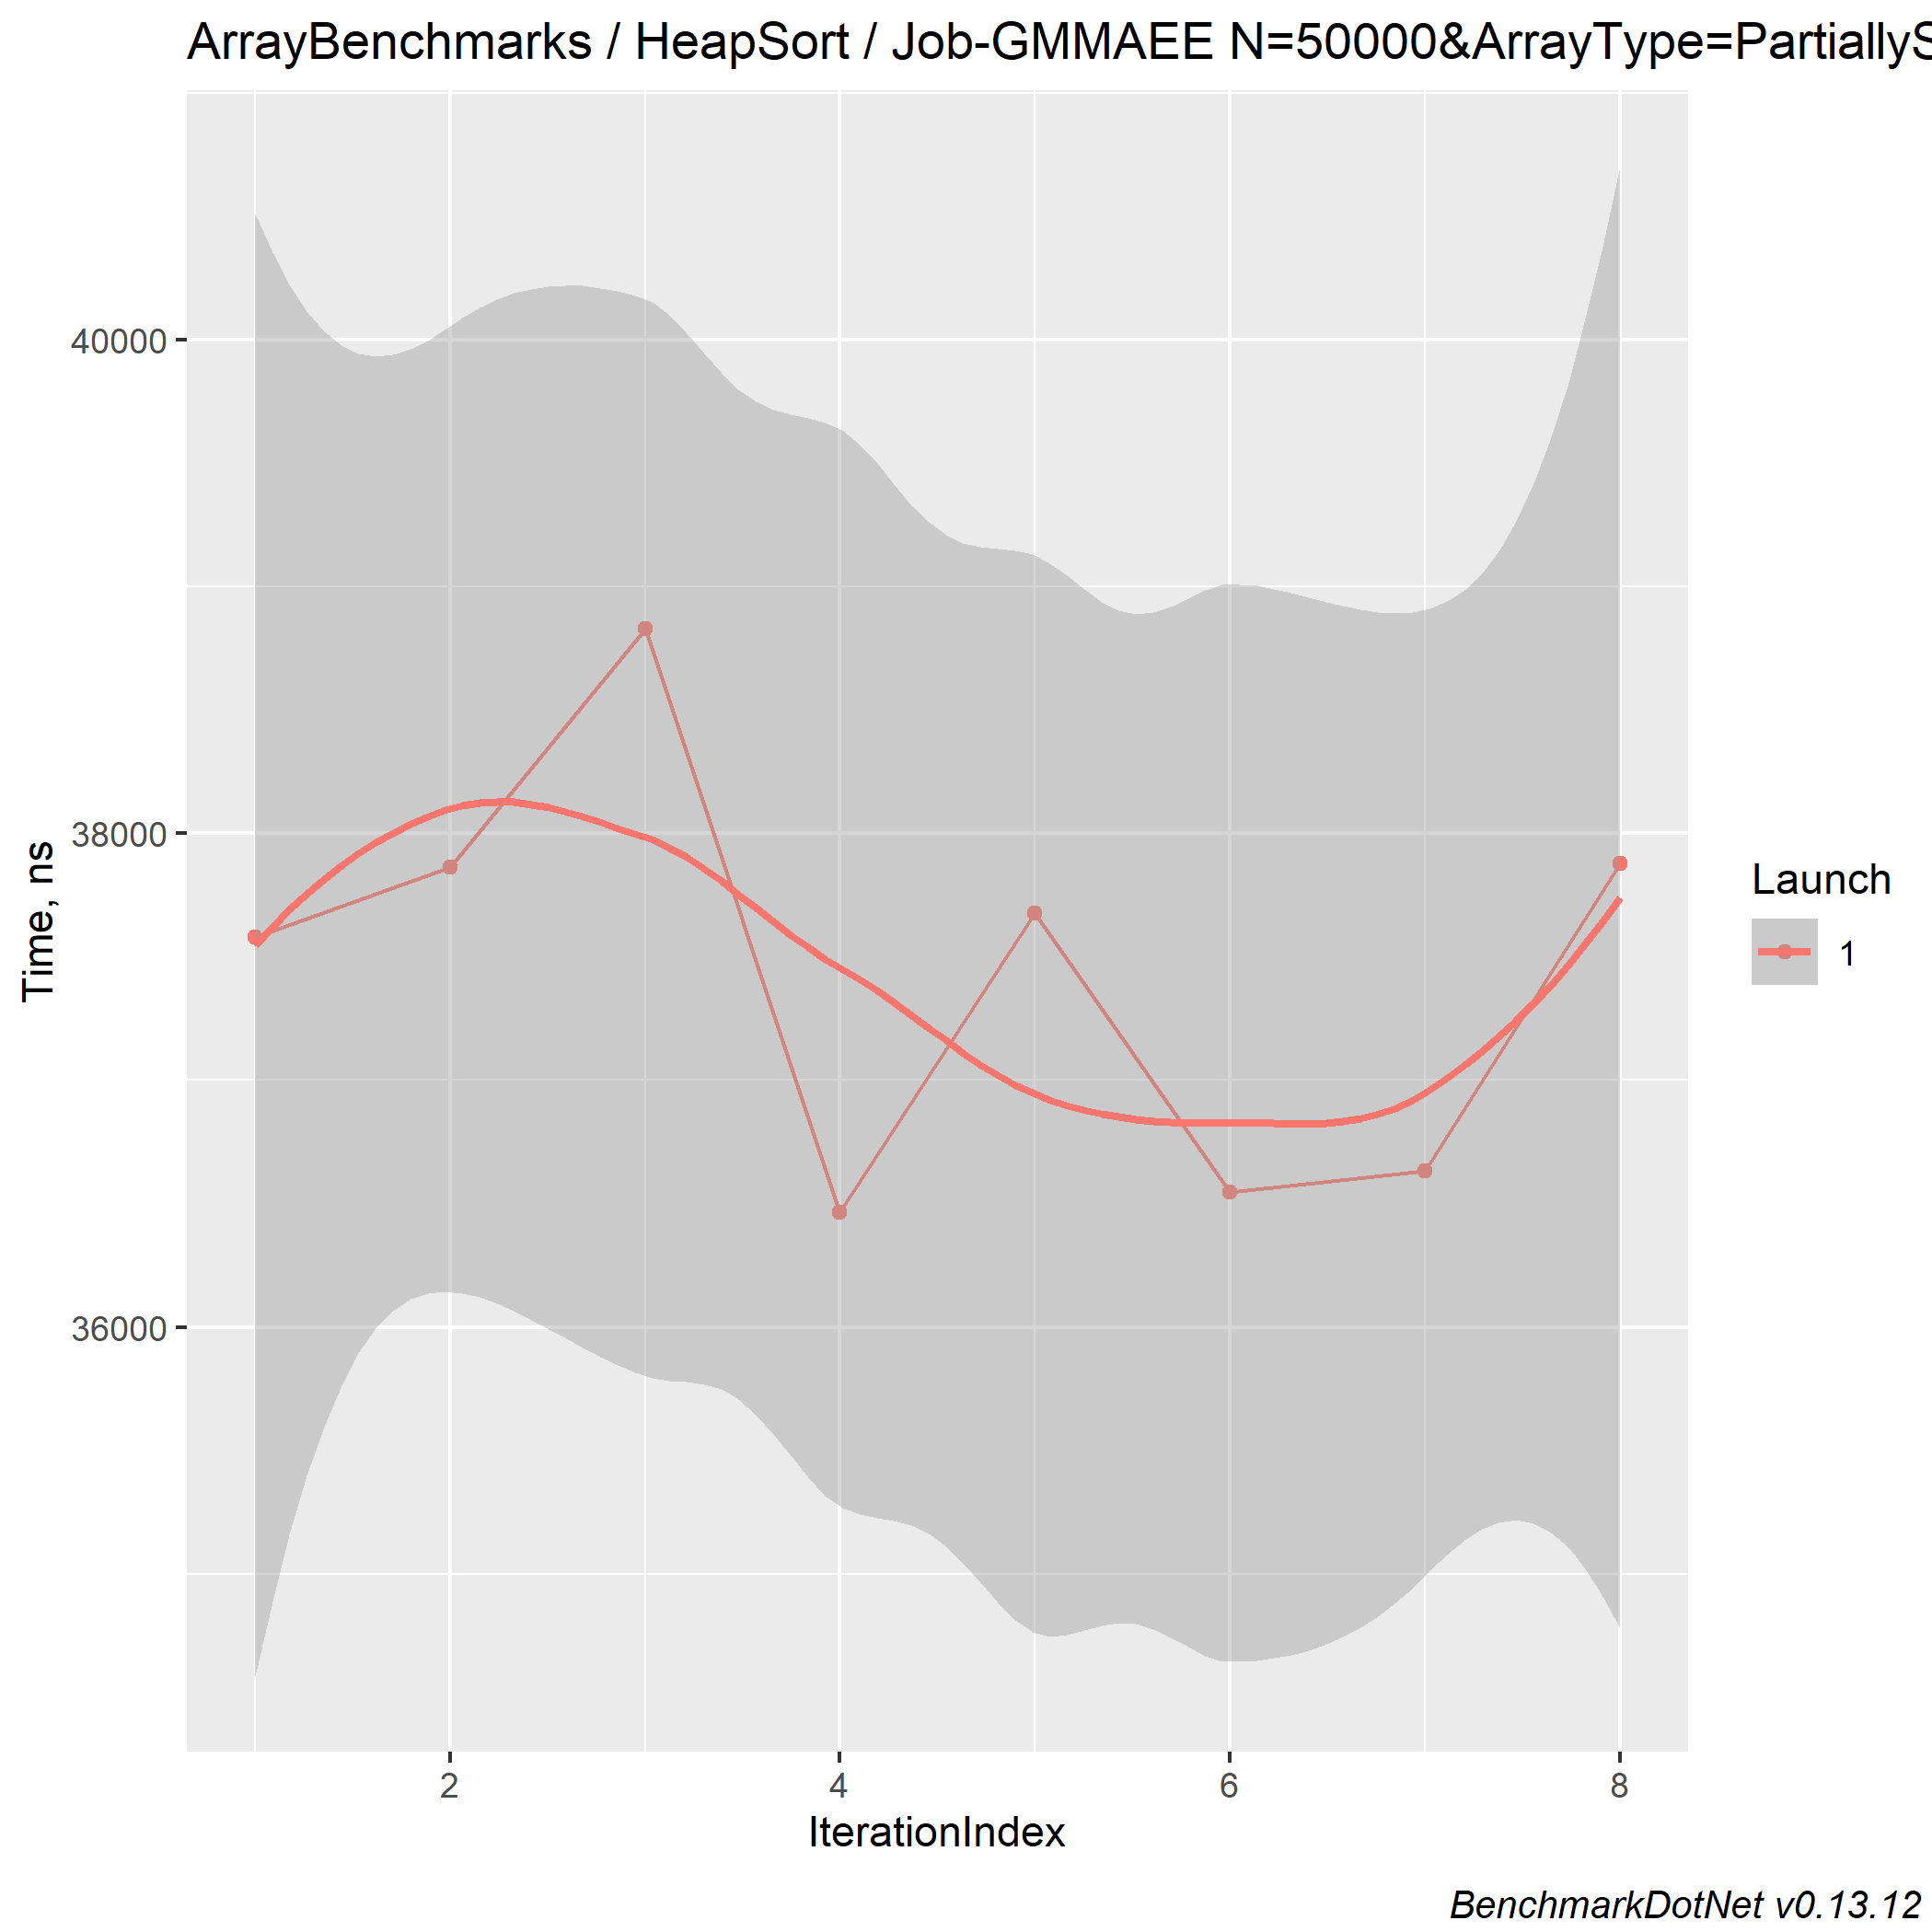 ArrayBenchmarks / HeapSort / Job-GMMAEE N=50000&ArrayType=PartiallyS
40000
38000
36000
Time, ns
2 4 6 8
IterationIndex
Launch
1
BenchmarkDotNet v0.13.12